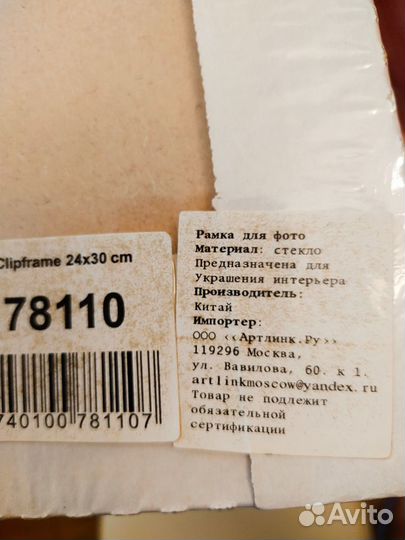 Clipframe 24x30 cm
78110
740100 781107
Рамка для фото
Материал: стекло
Предназначена для
Украшения интерьера
Производитель:
Китай
Импортер:
ООО <<Артлинк.Ру>>
119296 Москва,
ул. Вавилова, 60. к 1.
artlinkmoscow@yandex.ru
Товар не подлежит
обязательной
сертификации
Avito